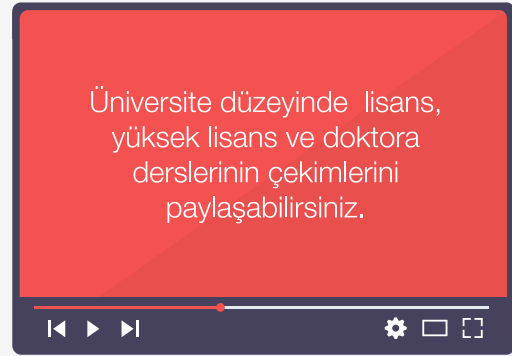 Üniversite düzeyinde  lisans,
yüksek lisans ve doktora
derslerinin çekimlerini
paylaşabilirsiniz.